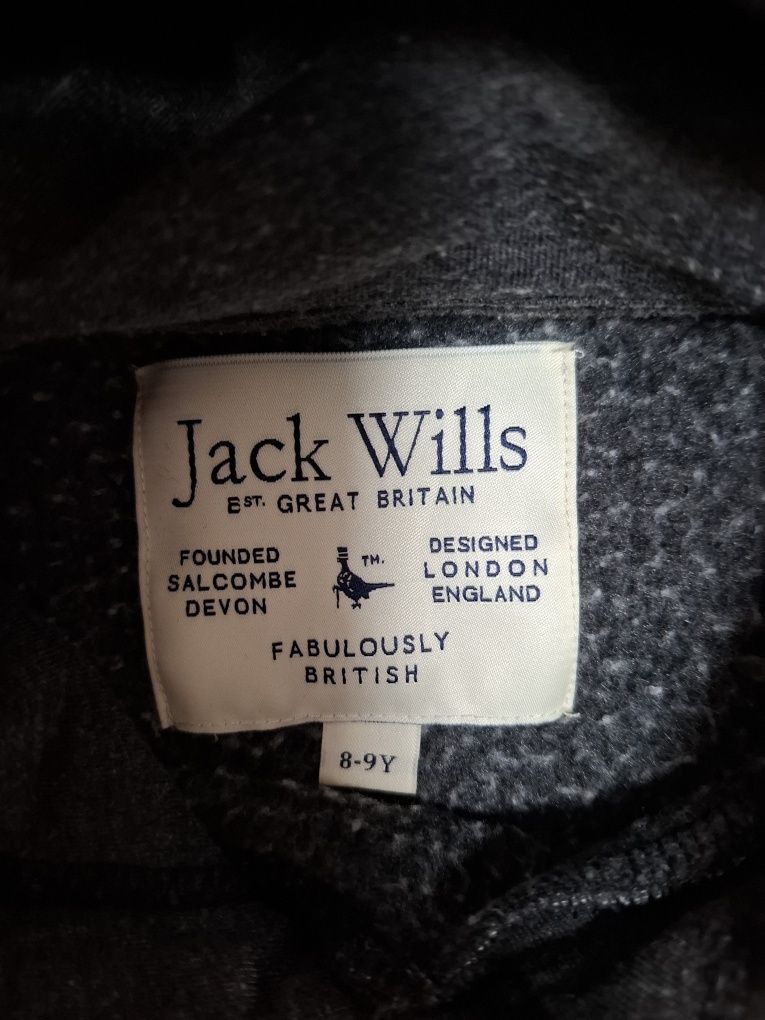 Jack Wills
EST. GREAT BRITAIN
FOUNDED
SALCOMBE
DEVON
TM.
DESIGNED
LONDON
ENGLAND
FABULOUSLY
BRITISH
8-9Y